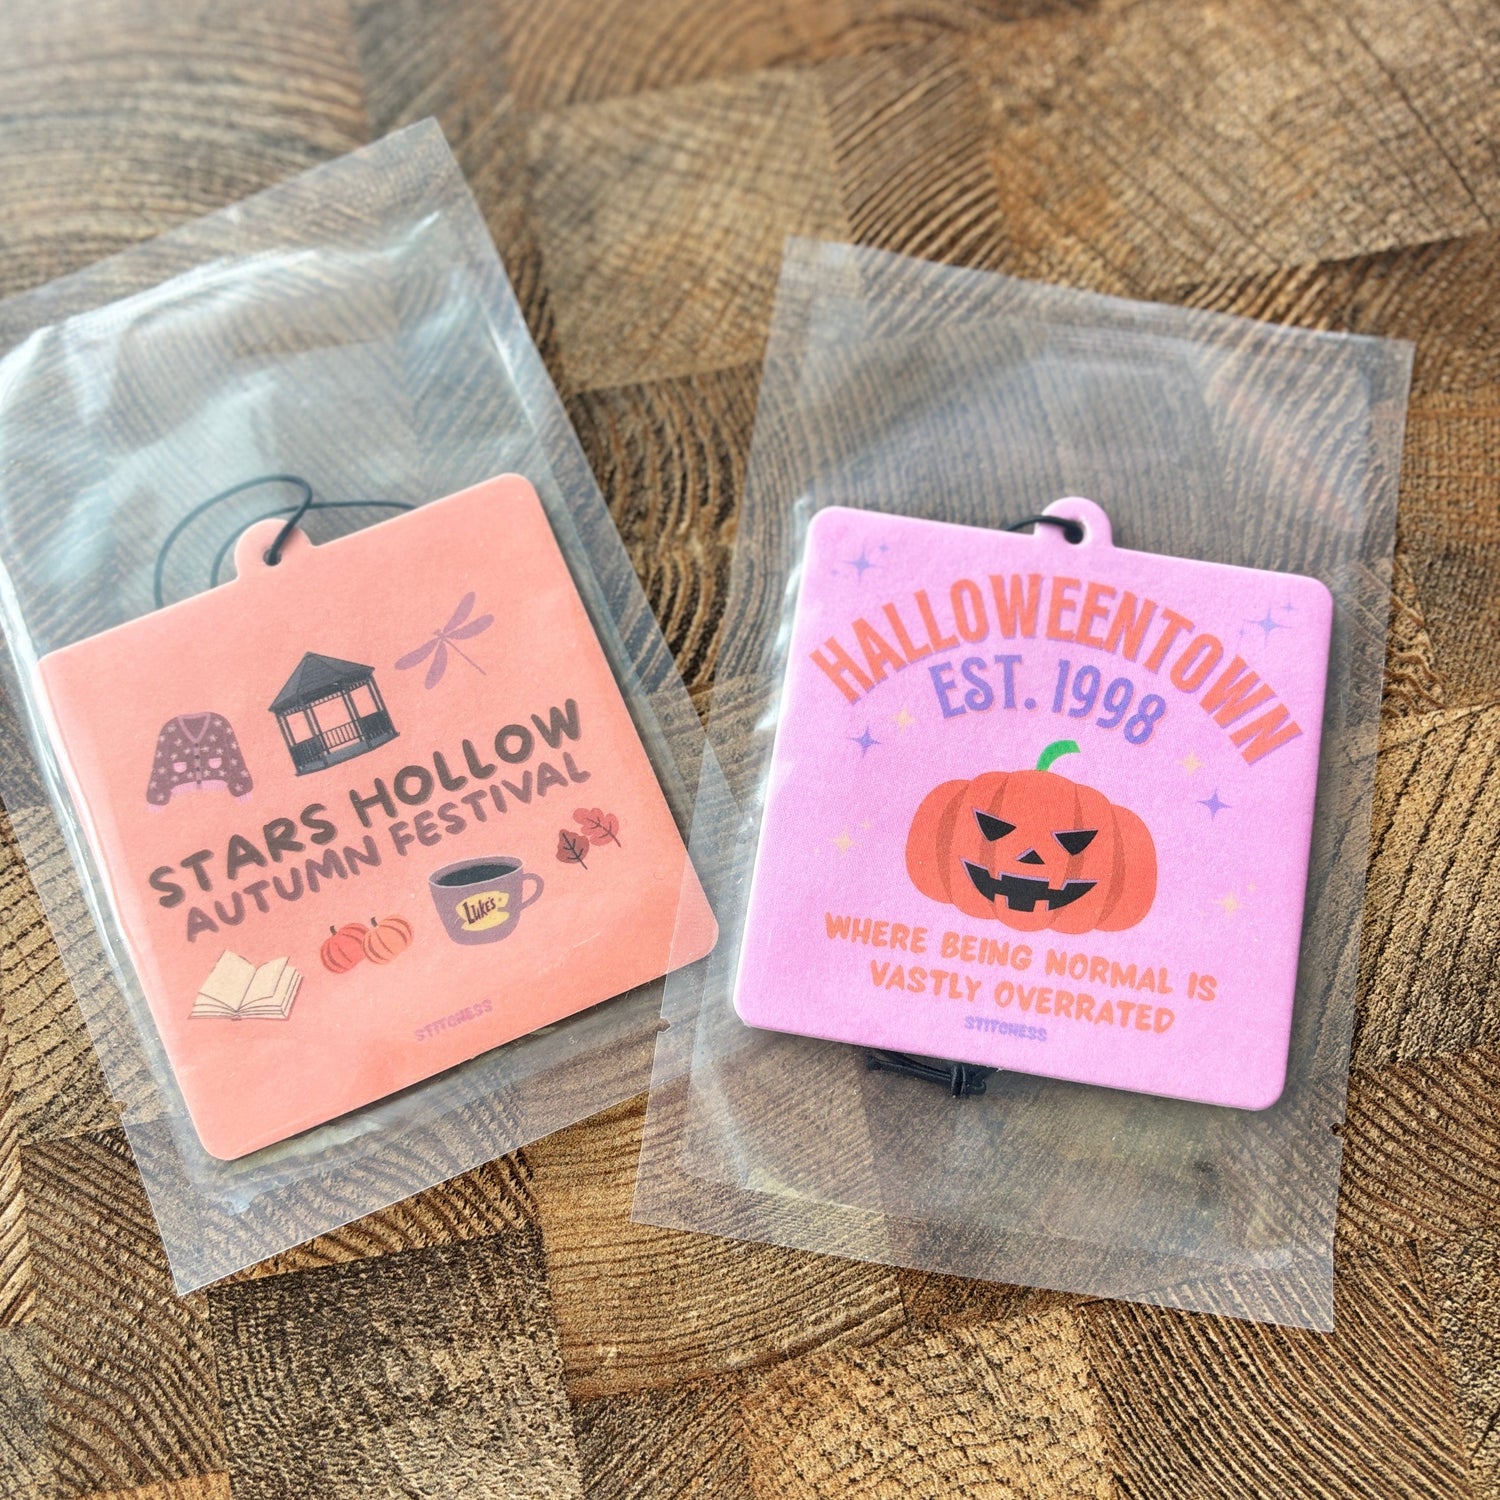 STARS HOLLOW
AUTUMN FESTIVAL
LUKE'S
STITCHESS
HALLOWEENTOWN
EST. 1998
WHERE BEING NORMAL IS
VASTLY OVERRATED
STITCHESS